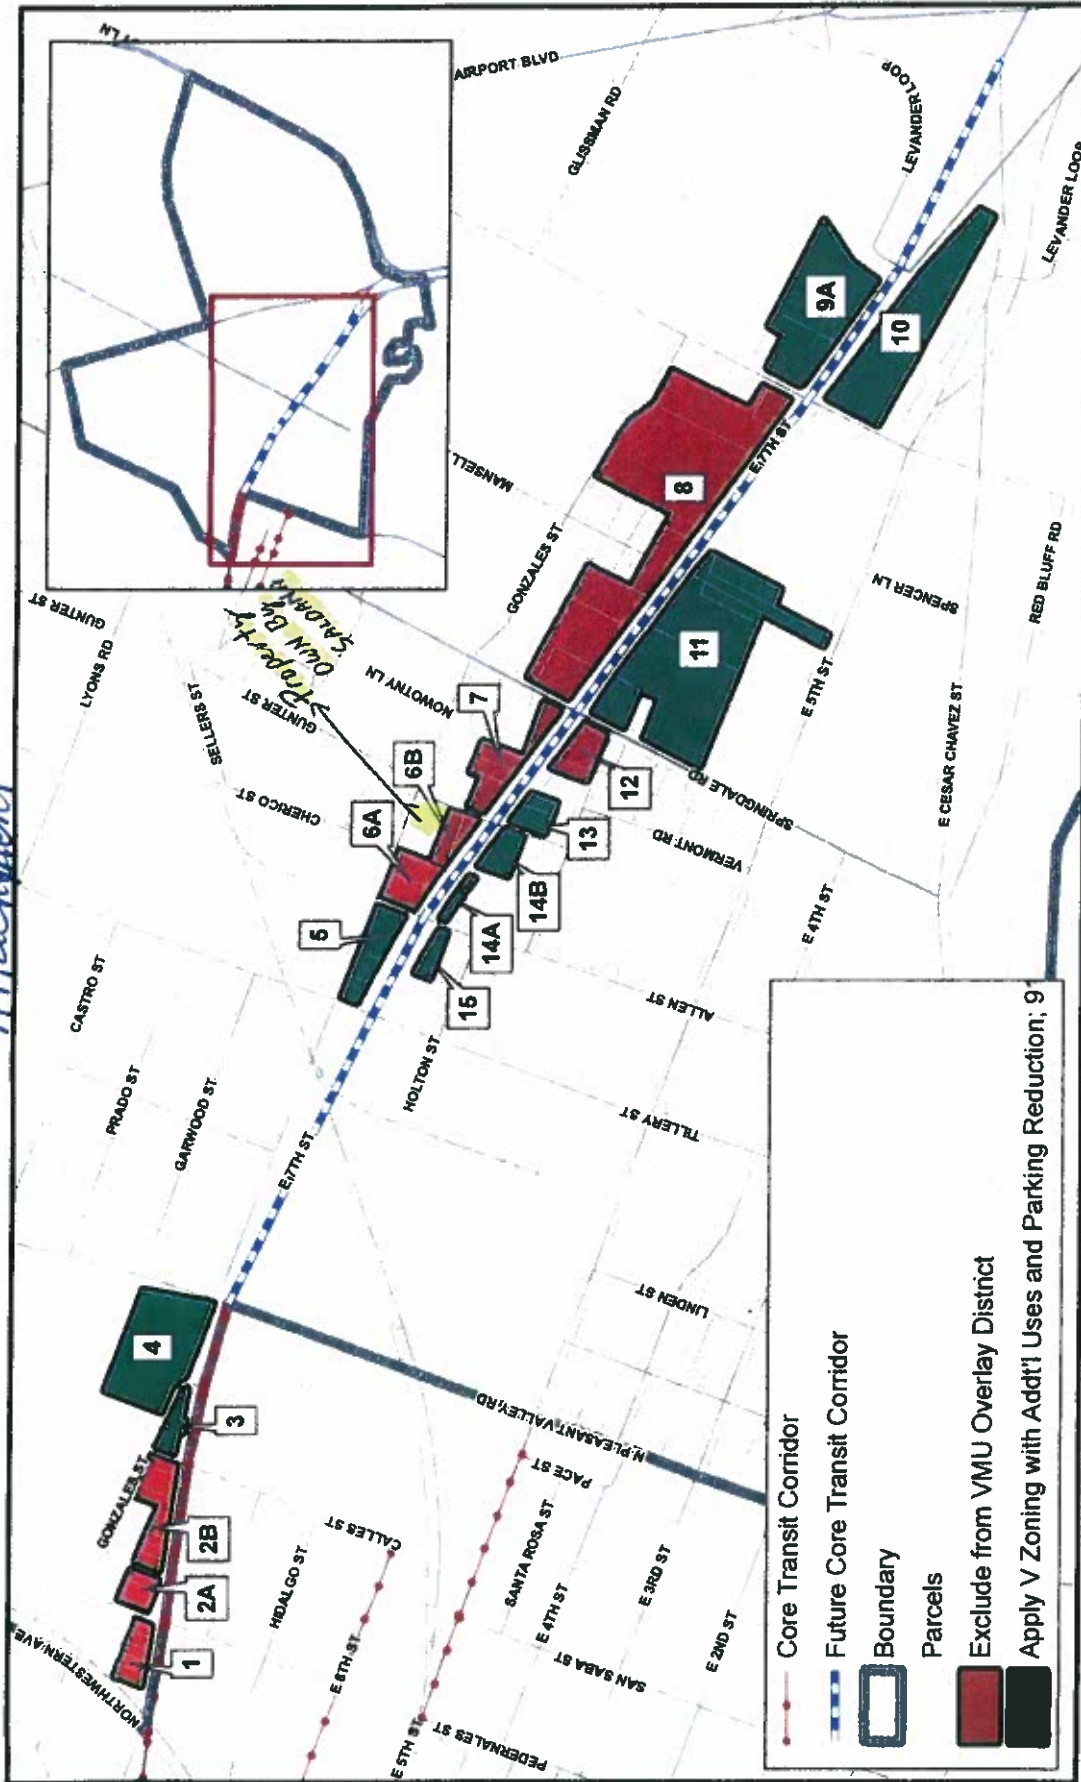 LN
AIRPORT BLVD
GLISSMAN RD
LEVANDER LOOP
LEVANDER LOOP
GUNTER ST
LYONS RD
SELLERS ST
Property
OWN By
SALDANA
GUNTER ST
NOWOTNY LN
CHERICO ST
MANSELL
GONZALES ST
9A
10
8
E 7TH ST
11
7
6B
6A
12
13
14B
14A
5
15
SPRINGDALE RD
VERMONT RD
SPENCER LN
E 5TH ST
RED BLUFF RD
E CESAR CHAVEZ ST
E 4TH ST
ALLEN ST
CASTRO ST
PRADO ST
GARWOOD ST
HOLTON ST
TILLERY ST
E 7TH ST
LINDEN ST
4
3
GONZALES ST
2B
2A
1
NORTHWESTERN AVE
N PLEASANT VALLEY RD
PACE ST
CALLES ST
HIDALGO ST
SANTA ROSA ST
E 6TH ST
E 5TH ST
E 4TH ST
E 3RD ST
E 2ND ST
SAN SABA ST
PEDERNALES ST
Core Transit Corridor
Future Core Transit Corridor
Boundary
Parcels
Exclude from VMU Overlay District
Apply V Zoning with Addt'l Uses and Parking Reduction; 9